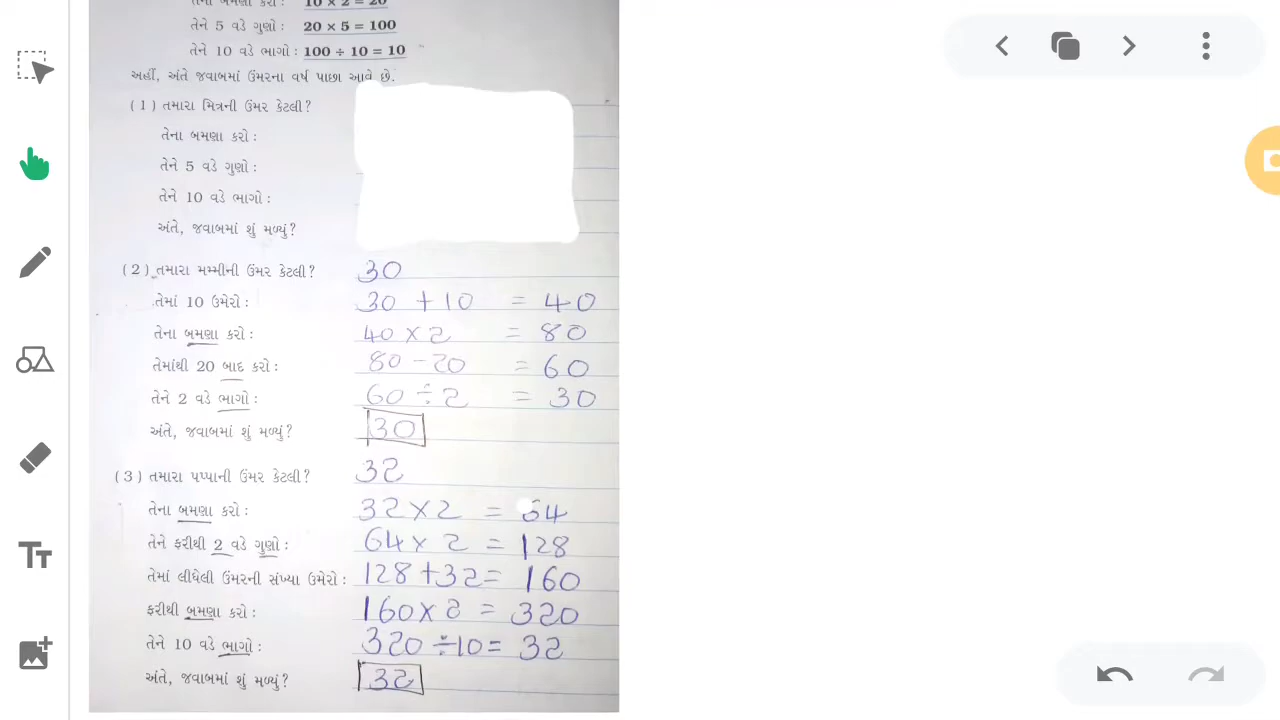 તેના બમણા કરો : 10 × 2 = 20
તેને 5 વડે ગુણો : 20 × 5 = 100
તેને 10 વડે ભાગો : 100 ÷ 10 = 10
અહીં, અંતે જવાબમાં ઉંમરના વર્ષ પાછા આવે છે.
(1) તમારા મિત્રની ઉંમર કેટલી?
તેના બમણા કરો :
તેને 5 વડે ગુણો :
તેને 10 વડે ભાગો :
અંતે, જવાબમાં શું મળ્યું?
(2) તમારા મમ્મીની ઉંમર કેટલી? 30
તેમાં 10 ઉમેરો : 30 + 10 = 40
તેના બમણા કરો : 40 × 2 = 80
તેમાંથી 20 બાદ કરો : 80 - 20 = 60
તેને 2 વડે ભાગો : 60 ÷ 2 = 30
અંતે, જવાબમાં શું મળ્યું? 30
(3) તમારા પપ્પાની ઉંમર કેટલી? 32
તેના બમણા કરો : 32 × 2 = 64
તેને ફરીથી 2 વડે ગુણો : 64 × 2 = 128
તેમાં લીધેલી ઉંમરની સંખ્યા ઉમેરો : 128 + 32 = 160
ફરીથી બમણા કરો : 160 × 2 = 320
તેને 10 વડે ભાગો : 320 ÷ 10 = 32
અંતે, જવાબમાં શું મળ્યું? 32